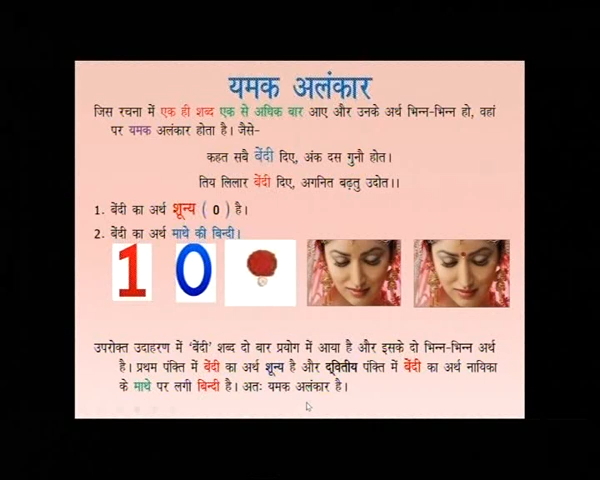 यमक अलंकार
जिस रचना में एक ही शब्द एक से अधिक बार आए और उनके अर्थ भिन्न-भिन्न हो, वहां
पर यमक अलंकार होता है। जैसे-
कहत सबै बेंदी दिए, अंक दस गुनौ होत।
तिय लिलार बेंदी दिए, अगनित बढ़तु उदोत।।
1. बेंदी का अर्थ शून्य ( 0 ) है।
2. बेंदी का अर्थ माथे की बिन्दी।
1 0
उपरोक्त उदाहरण में 'बेंदी' शब्द दो बार प्रयोग में आया है और इसके दो भिन्न-भिन्न अर्थ
है। प्रथम पंक्ति में बेंदी का अर्थ शून्य है और द्वितीय पंक्ति में बेंदी का अर्थ नायिका
के माथे पर लगी बिन्दी है। अतः यमक अलंकार है।